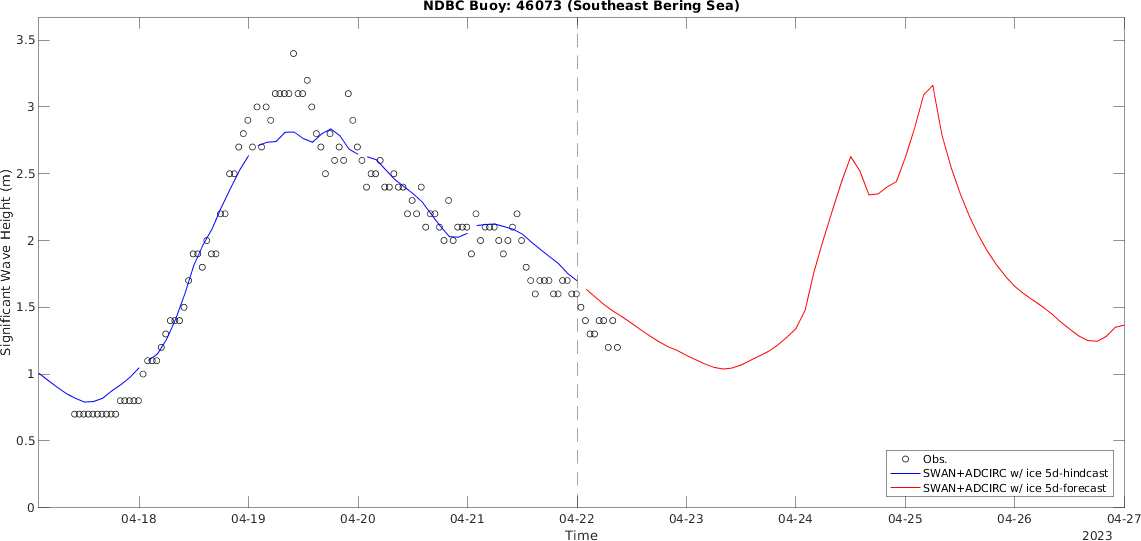 NDBC Buoy: 46073 (Southeast Bering Sea)
Significant Wave Height (m)
3.5
3
2.5
2
1.5
1
0.5
0
Obs.
SWAN+ADCIRC w/ ice 5d-hindcast
SWAN+ADCIRC w/ ice 5d-forecast
04-18 04-19 04-20 04-21 04-22 04-23 04-24 04-25 04-26 04-27
Time
2023